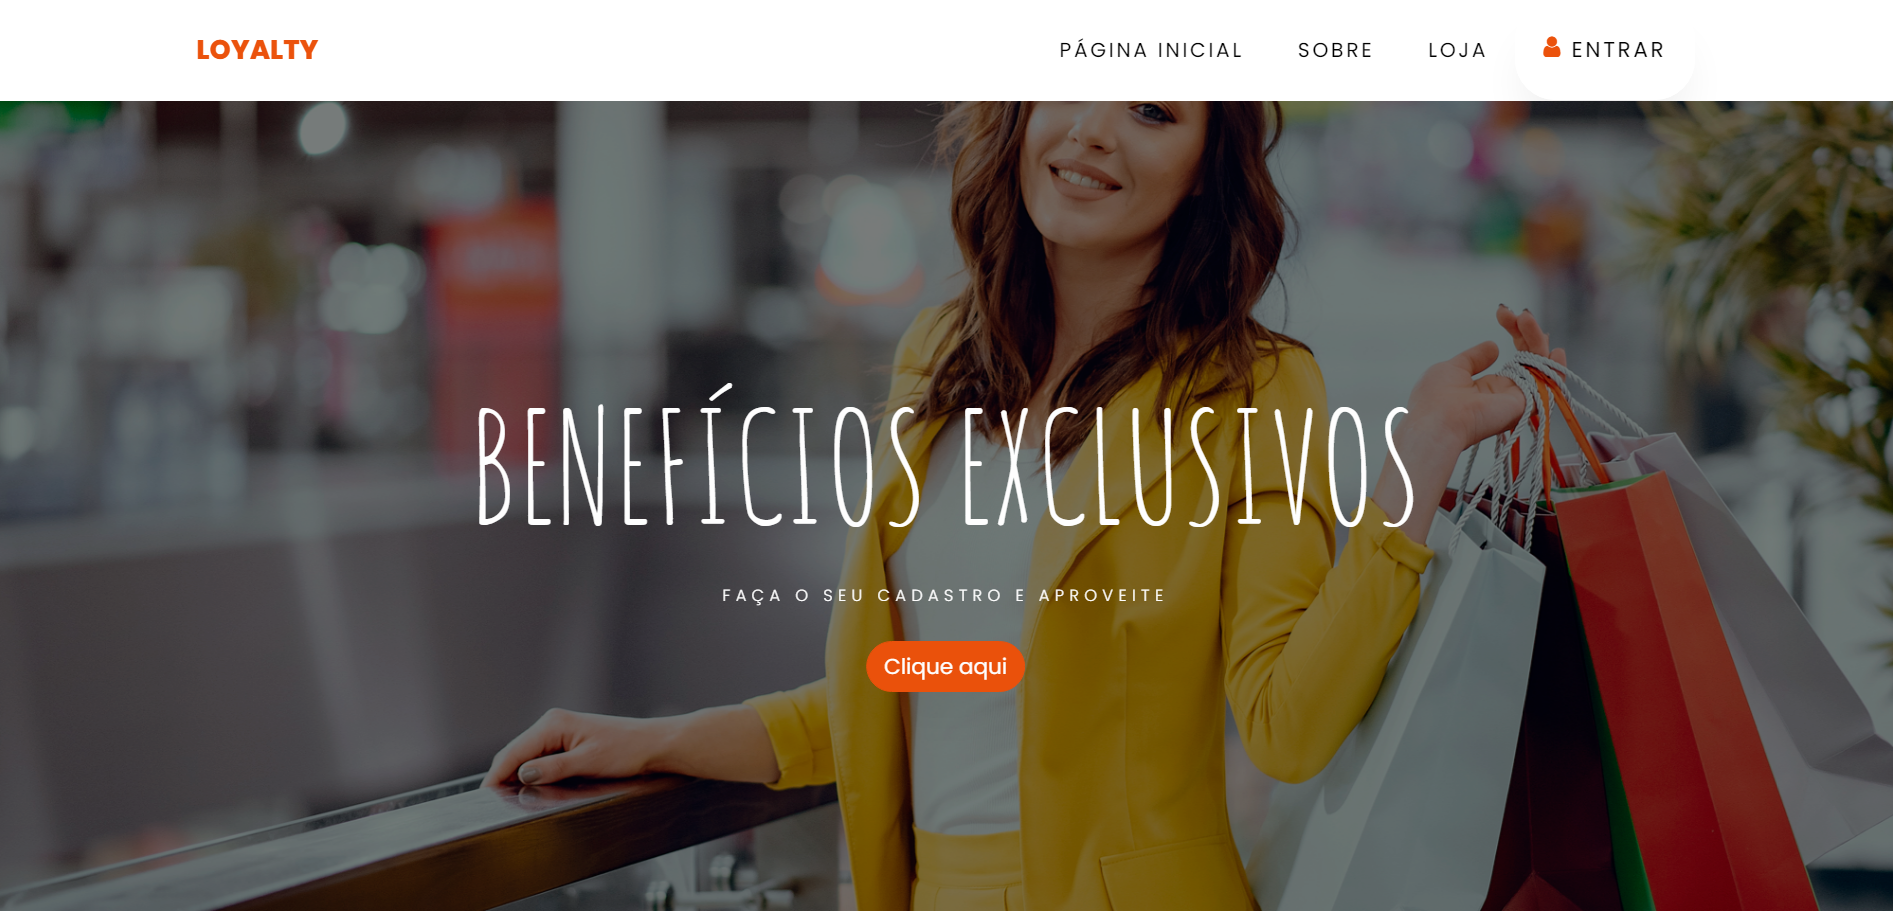 LOYALTY
PÁGINA INICIAL
SOBRE
LOJA
ENTRAR
BENEFÍCIOS EXCLUSIVOS
FAÇA O SEU CADASTRO E APROVEITE
Clique aqui